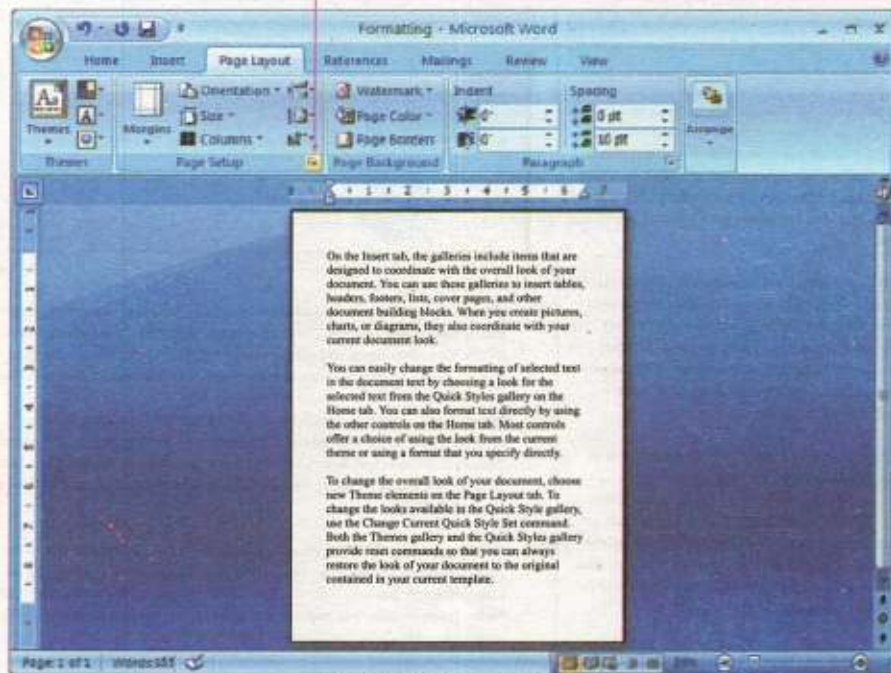 Formatting - Microsoft Word
Home Insert Page Layout References Mailings Review View
Themes
Margins
Orientation
Size
Columns
Watermark
Page Color
Page Borders
Indent
0"
0"
Spacing
0 pt
10 pt
Arrange
Themes Page Setup Page Background Paragraph
1 2 3 4 5 6 7
On the Insert tab, the galleries include items that are
designed to coordinate with the overall look of your
document. You can use these galleries to insert tables,
headers, footers, lists, cover pages, and other
document building blocks. When you create pictures,
charts, or diagrams, they also coordinate with your
current document look.
You can easily change the formatting of selected text
in the document text by choosing a look for the
selected text from the Quick Styles gallery on the
Home tab. You can also format text directly by using
the other controls on the Home tab. Most controls
offer a choice of using the look from the current
theme or using a format that you specify directly.
To change the overall look of your document, choose
new Theme elements on the Page Layout tab. To
change the looks available in the Quick Style gallery,
use the Change Current Quick Style Set command.
Both the Themes gallery and the Quick Styles gallery
provide reset commands so that you can always
restore the look of your document to the original
contained in your current template.
Page: 1 of 1 Words: